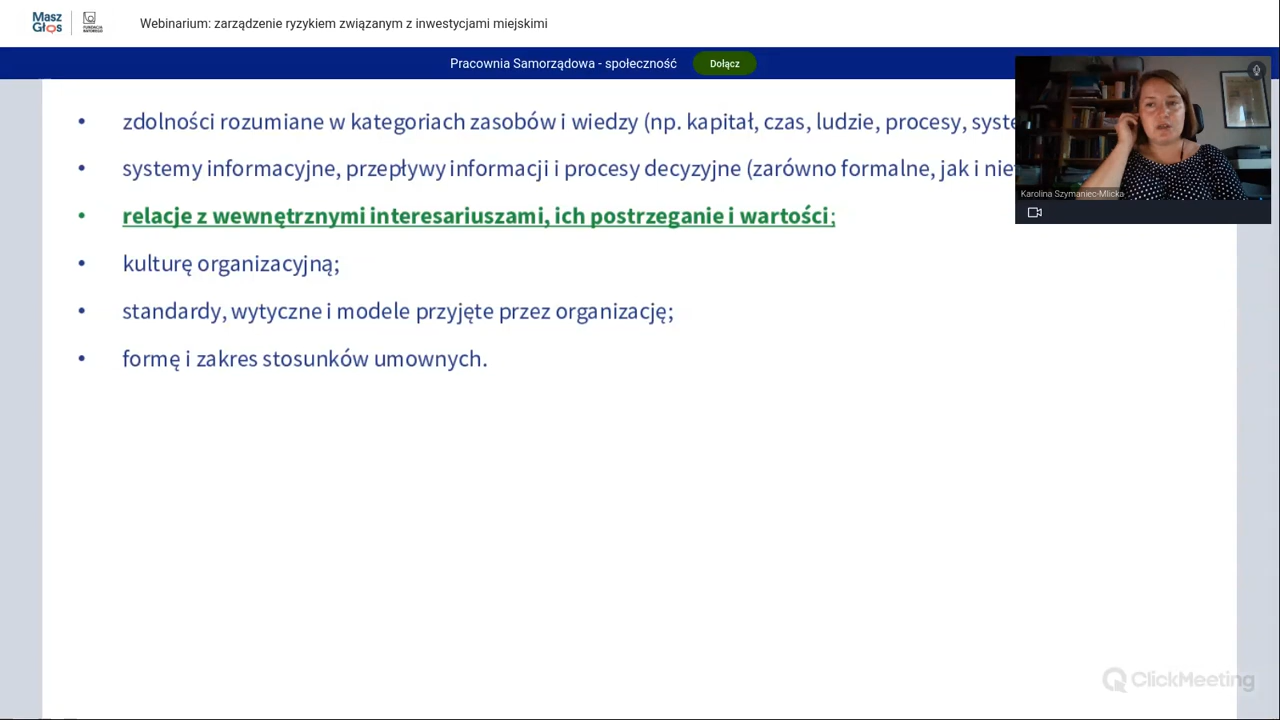 Masz Głos
FUNDACJA BATOREGO
Webinarium: zarządzenie ryzykiem związanym z inwestycjami miejskimi
Pracownia Samorządowa - społeczność
Dołącz
• zdolności rozumiane w kategoriach zasobów i wiedzy (np. kapitał, czas, ludzie, procesy, syste
• systemy informacyjne, przepływy informacji i procesy decyzyjne (zarówno formalne, jak i nie
Karolina Szymaniec-Mlicka
• relacje z wewnętrznymi interesariuszami, ich postrzeganie i wartości;
• kulturę organizacyjną;
• standardy, wytyczne i modele przyjęte przez organizację;
• formę i zakres stosunków umownych.
ClickMeeting